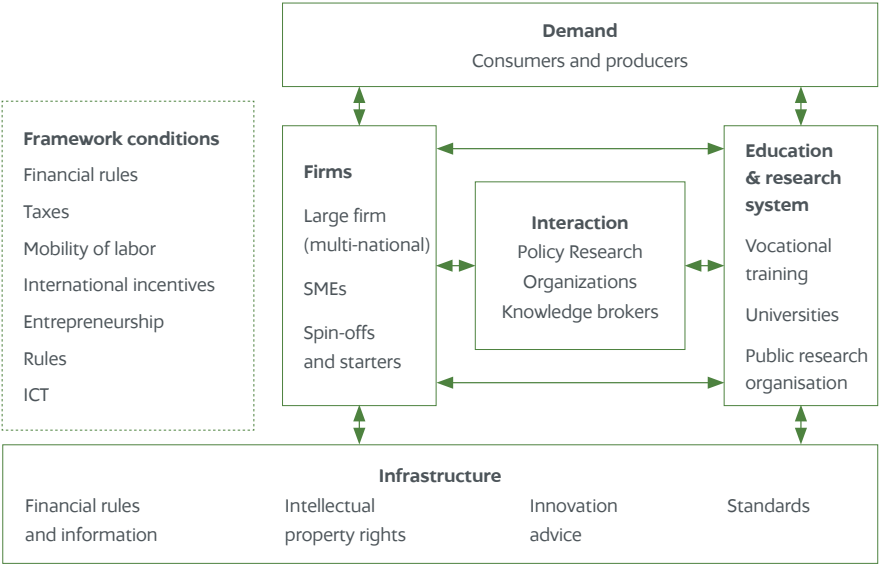 Demand
Consumers and producers
Framework conditions
Financial rules
Taxes
Mobility of labor
International incentives
Entrepreneurship
Rules
ICT
Firms
Large firm
(multi-national)
SMEs
Spin-offs
and starters
Interaction
Policy Research
Organizations
Knowledge brokers
Education
& research
system
Vocational
training
Universities
Public research
organisation
Infrastructure
Financial rules
and information
Intellectual
property rights
Innovation
advice
Standards